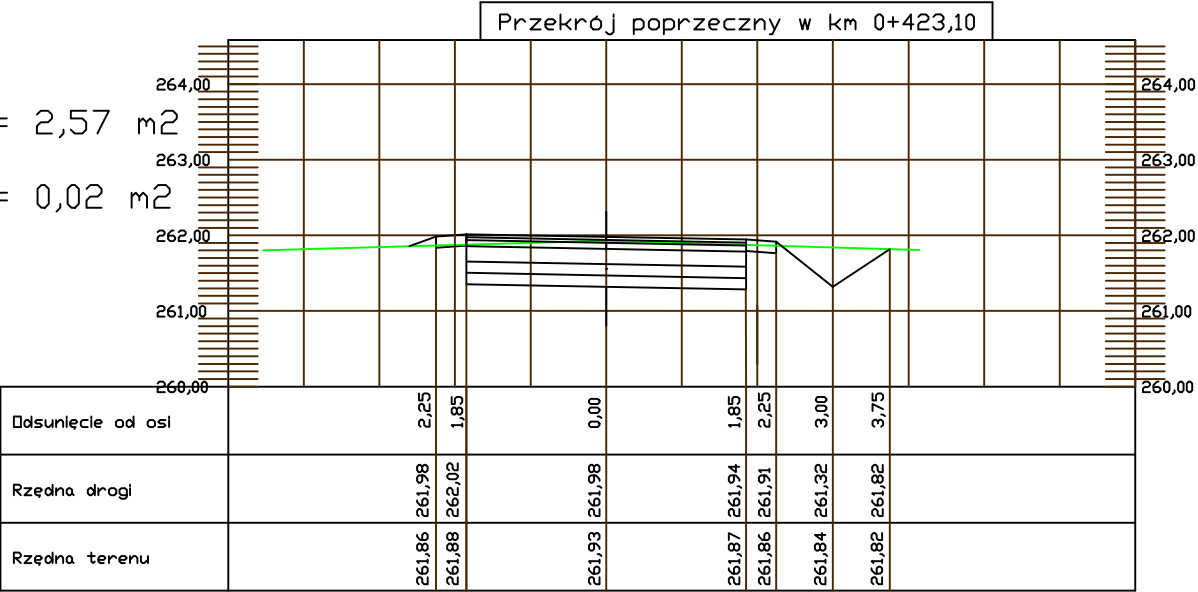 Przekrój poprzeczny w km 0+423,10
264,00 264,00
= 2,57 m2
263,00 263,00
= 0,02 m2
262,00 262,00
261,00 261,00
260,00 260,00
Odsunięcie od osi 2,25 1,85 0,00 1,85 2,25 3,00 3,75
Rzędna drogi 261,98 262,02 261,98 261,94 261,91 261,32 261,82
Rzędna terenu 261,86 261,88 261,93 261,87 261,86 261,84 261,82